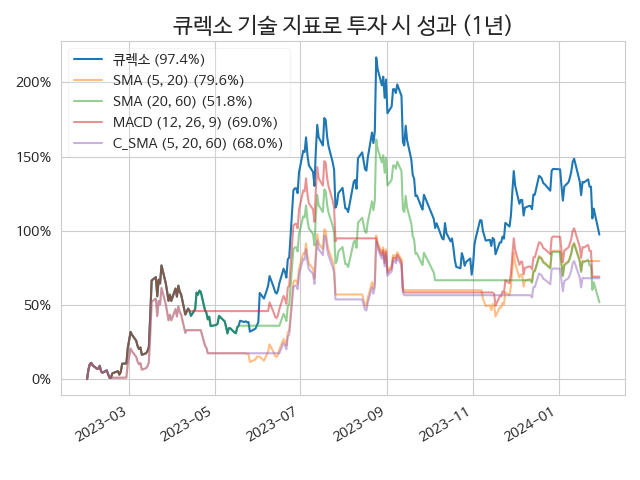 큐렉소 기술 지표로 투자 시 성과 (1년)
큐렉소 (97.4%)
SMA (5, 20) (79.6%)
SMA (20, 60) (51.8%)
MACD (12, 26, 9) (69.0%)
C_SMA (5, 20, 60) (68.0%)
200%
150%
100%
50%
0%
2023-03
2023-05
2023-07
2023-09
2023-11
2024-01